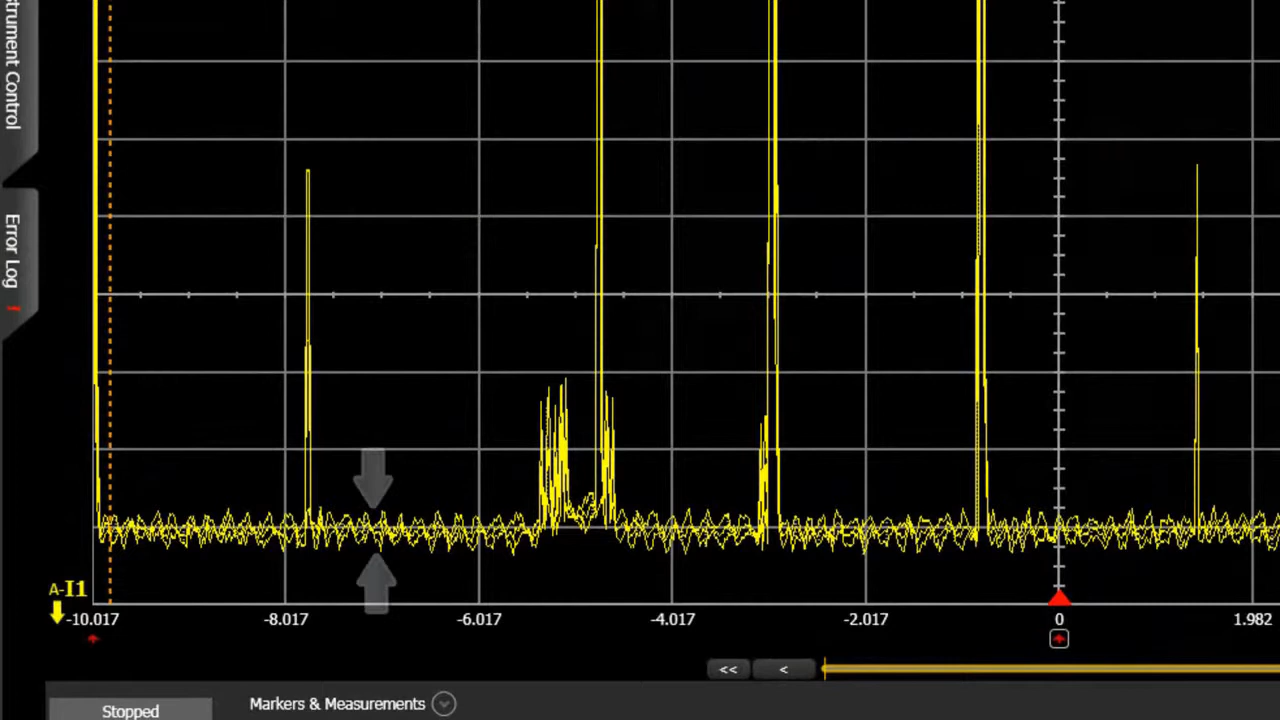 Instrument Control
Error Log
A-I1
-10.017 -8.017 -6.017 -4.017 -2.017 0 1.982
<< <
Stopped Markers & Measurements